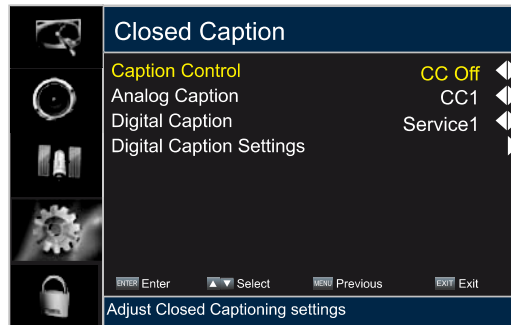 Closed Caption
Caption Control CC Off
Analog Caption CC1
Digital Caption Service1
Digital Caption Settings
ENTER Enter Select MENU Previous EXIT Exit
Adjust Closed Captioning settings